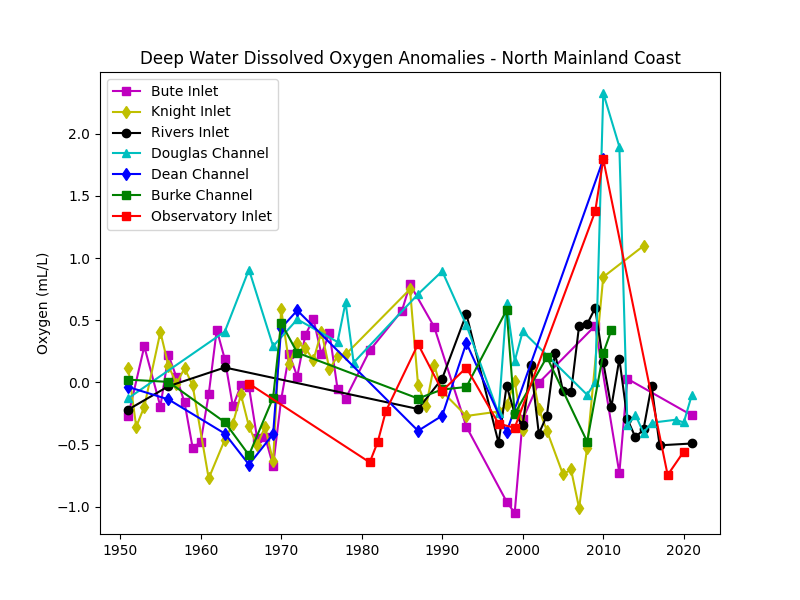 Deep Water Dissolved Oxygen Anomalies - North Mainland Coast
Bute Inlet
Knight Inlet
Rivers Inlet
Douglas Channel
Dean Channel
Burke Channel
Observatory Inlet
Oxygen (mL/L)
2.0
1.5
1.0
0.5
0.0
−0.5
−1.0
1950 1960 1970 1980 1990 2000 2010 2020